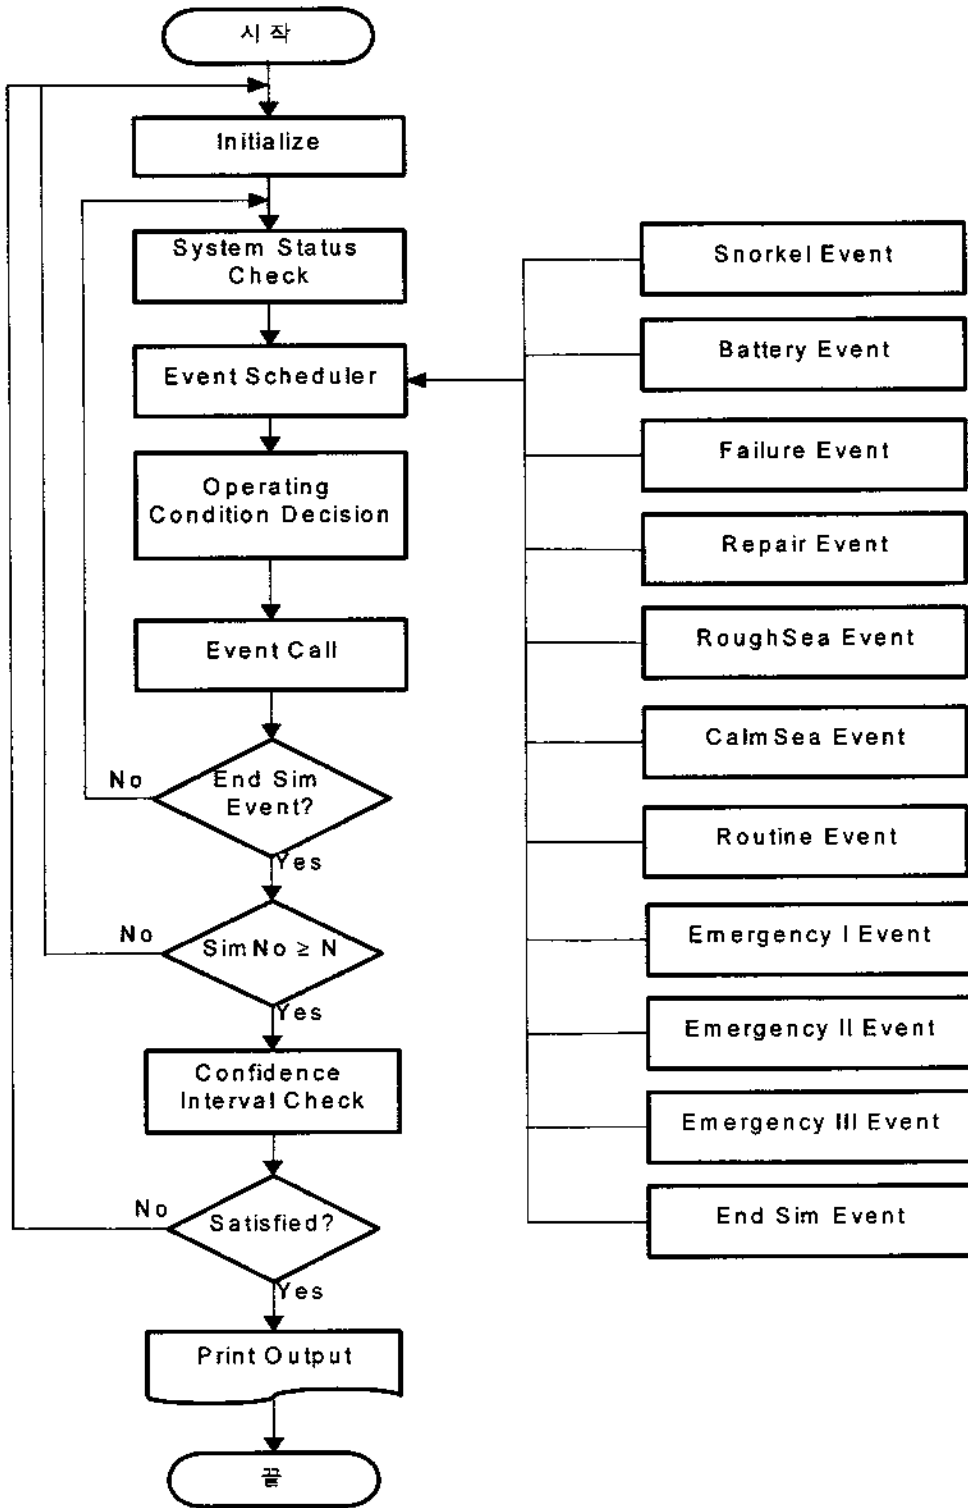 시 작
Initialize
System Status
Check
Event Scheduler
Operating
Condition Decision
Event Call
End Sim
Event?
No
Yes
Sim No ≥ N
No
Yes
Confidence
Interval Check
Satisfied?
No
Yes
Print Output
끝
Snorkel Event
Battery Event
Failure Event
Repair Event
RoughSea Event
CalmSea Event
Routine Event
Emergency I Event
Emergency II Event
Emergency III Event
End Sim Event